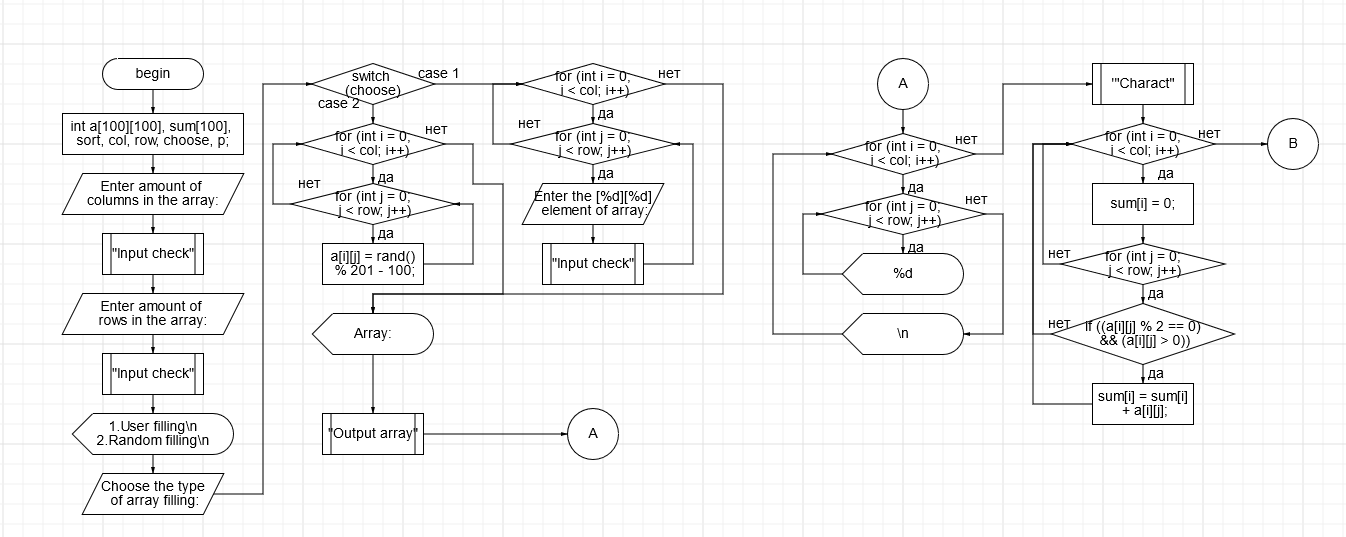 begin
int a[100][100], sum[100],
sort, col, row, choose, p;
Enter amount of
columns in the array:
"Input check"
Enter amount of
rows in the array:
"Input check"
1.User filling\n
2.Random filling\n
Choose the type
of array filling:
switch
(choose)
case 1
case 2
for (int i = 0;
i < col; i++)
нет
да
for (int j = 0;
j < row; j++)
нет
да
a[i][j] = rand()
% 201 - 100;
for (int i = 0;
i < col; i++)
нет
да
for (int j = 0;
j < row; j++)
нет
да
Enter the [%d][%d]
element of array:
"Input check"
Array:
"Output array"
A
A
for (int i = 0;
i < col; i++)
нет
да
for (int j = 0;
j < row; j++)
нет
да
%d
\n
'"Charact"
for (int i = 0;
i < col; i++)
нет
B
да
sum[i] = 0;
for (int j = 0;
j < row; j++)
нет
да
if ((a[i][j] % 2 == 0)
&& (a[i][j] > 0))
нет
да
sum[i] = sum[i]
+ a[i][j];